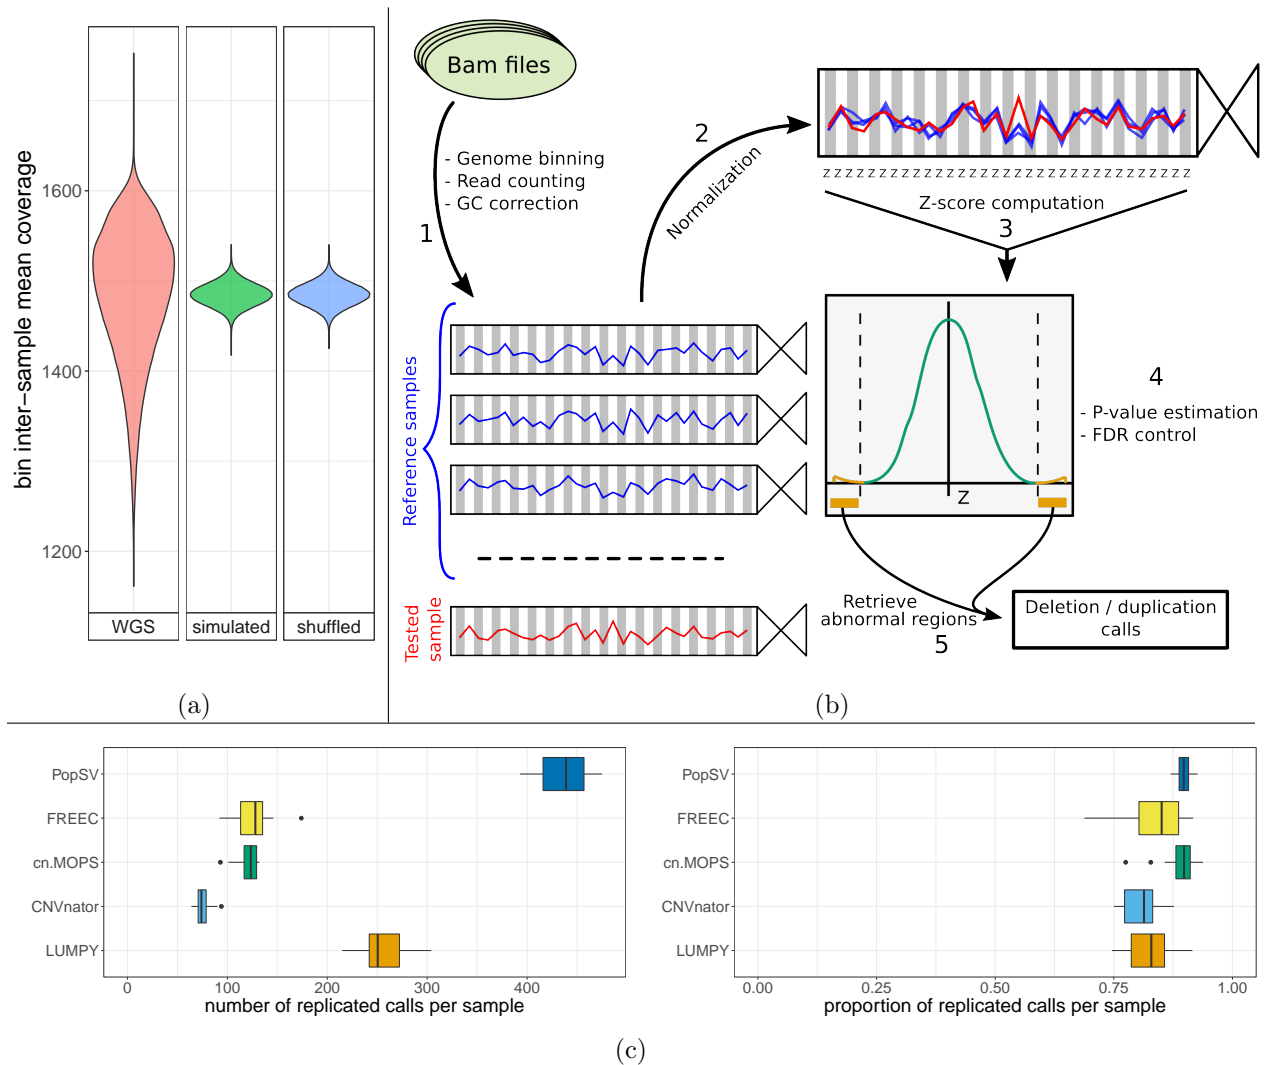 bin inter−sample mean coverage
1600
1400
1200
WGS
simulated
shuffled
(a)
Bam files
1
- Genome binning
- Read counting
- GC correction
2
Normalization
Z Z Z Z Z Z Z Z Z Z Z Z Z Z Z Z Z Z Z Z Z Z Z Z Z Z Z Z Z Z Z Z
Z-score computation
3
Reference samples
Tested
sample
Z
4
- P-value estimation
- FDR control
Retrieve
abnormal regions
5
Deletion / duplication
calls
(b)
PopSV
FREEC
cn.MOPS
CNVnator
LUMPY
0
100
200
300
400
number of replicated calls per sample
PopSV
FREEC
cn.MOPS
CNVnator
LUMPY
0.00
0.25
0.50
0.75
1.00
proportion of replicated calls per sample
(c)